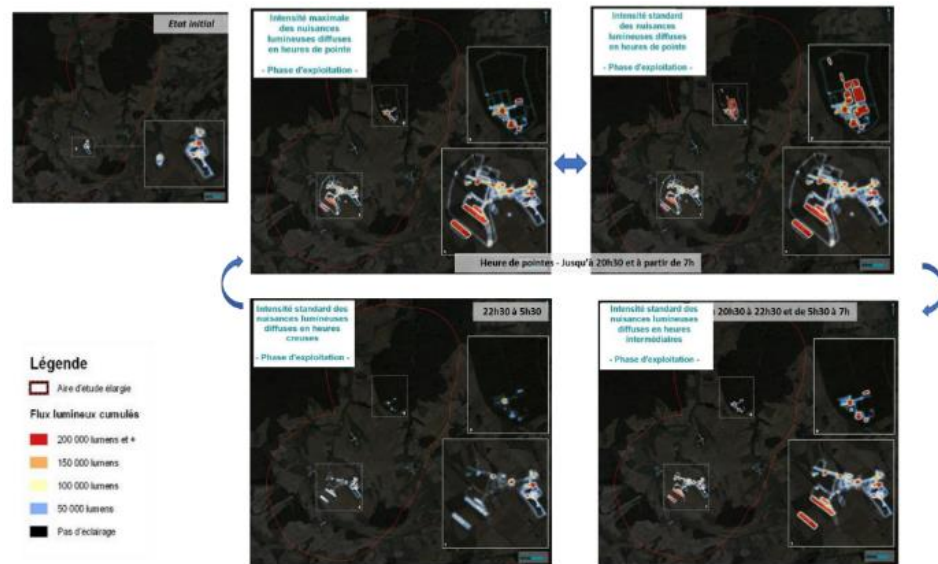 Etat initial
Intensité maximale
des nuisances
lumineuses diffuses
en heures de pointe
- Phase d'exploitation -
Intensité standard
des nuisances
lumineuses diffuses
en heures de pointe
- Phase d'exploitation -
Heure de pointes - Jusqu'à 20h30 et à partir de 7h
Intensité standard des
nuisances lumineuses
diffuses en heures
creuses
- Phase d'exploitation -
22h30 à 5h30
Intensité standard des
nuisances lumineuses
diffuses en heures
intermédiaires
- Phase d'exploitation -
20h30 à 22h30 et de 5h30 à 7h
Légende
Aire d'étude élargie
Flux lumineux cumulés
200 000 lumens et +
150 000 lumens
100 000 lumens
50 000 lumens
Pas d'éclairage